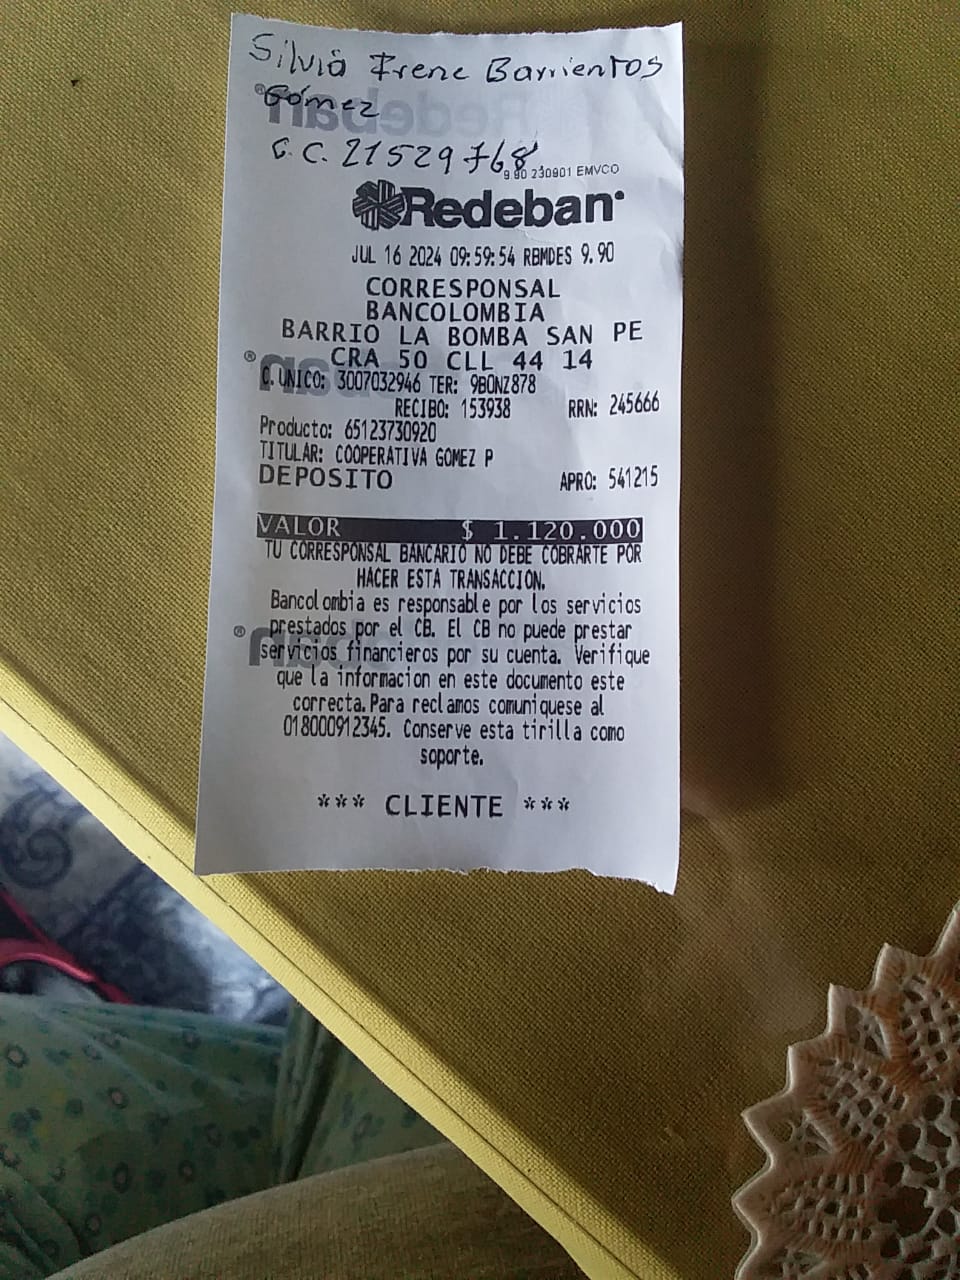 Silvia Irene Barrientos
Gómez
C.C. 21529768
9.90 230901 EMVCO
Redeban
JUL 16 2024 09:59:54 RBMDES 9.90
CORRESPONSAL
BANCOLOMBIA
BARRIO LA BOMBA SAN PE
CRA 50 CLL 44 14
C.UNICO: 3007032946 TER: 9BONZ878
RECIBO: 153938 RRN: 245666
Producto: 65123730920
TITULAR: COOPERATIVA GOMEZ P
DEPOSITO APRO: 541215
VALOR $ 1.120.000
TU CORRESPONSAL BANCARIO NO DEBE COBRARTE POR
HACER ESTA TRANSACCION.
Bancolombia es responsable por los servicios
prestados por el CB. El CB no puede prestar
servicios financieros por su cuenta. Verifique
que la informacion en este documento este
correcta.Para reclamos comuniquese al
018000912345. Conserve esta tirilla como
soporte.
*** CLIENTE ***